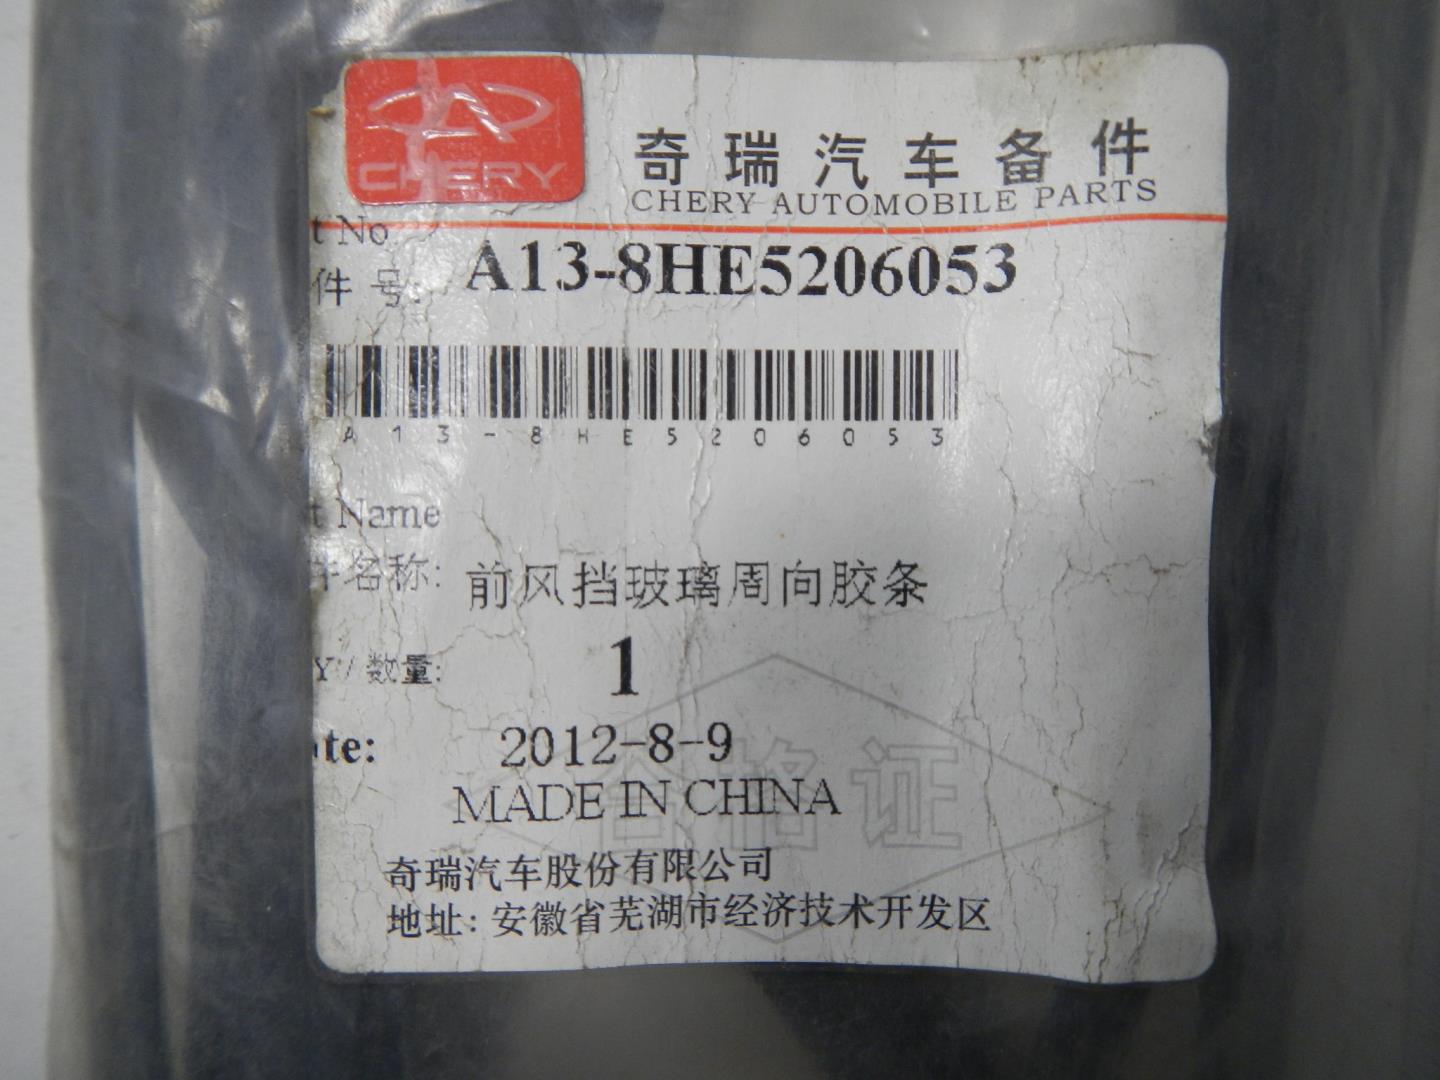 CHERY
奇瑞汽车备件
CHERY AUTOMOBILE PARTS
t No
件号: A13-8HE5206053
A13-8HE5206053
t Name
件名称: 前风挡玻璃周向胶条
Y/数量: 1
te: 2012-8-9
MADE IN CHINA
合格证
奇瑞汽车股份有限公司
地址: 安徽省芜湖市经济技术开发区